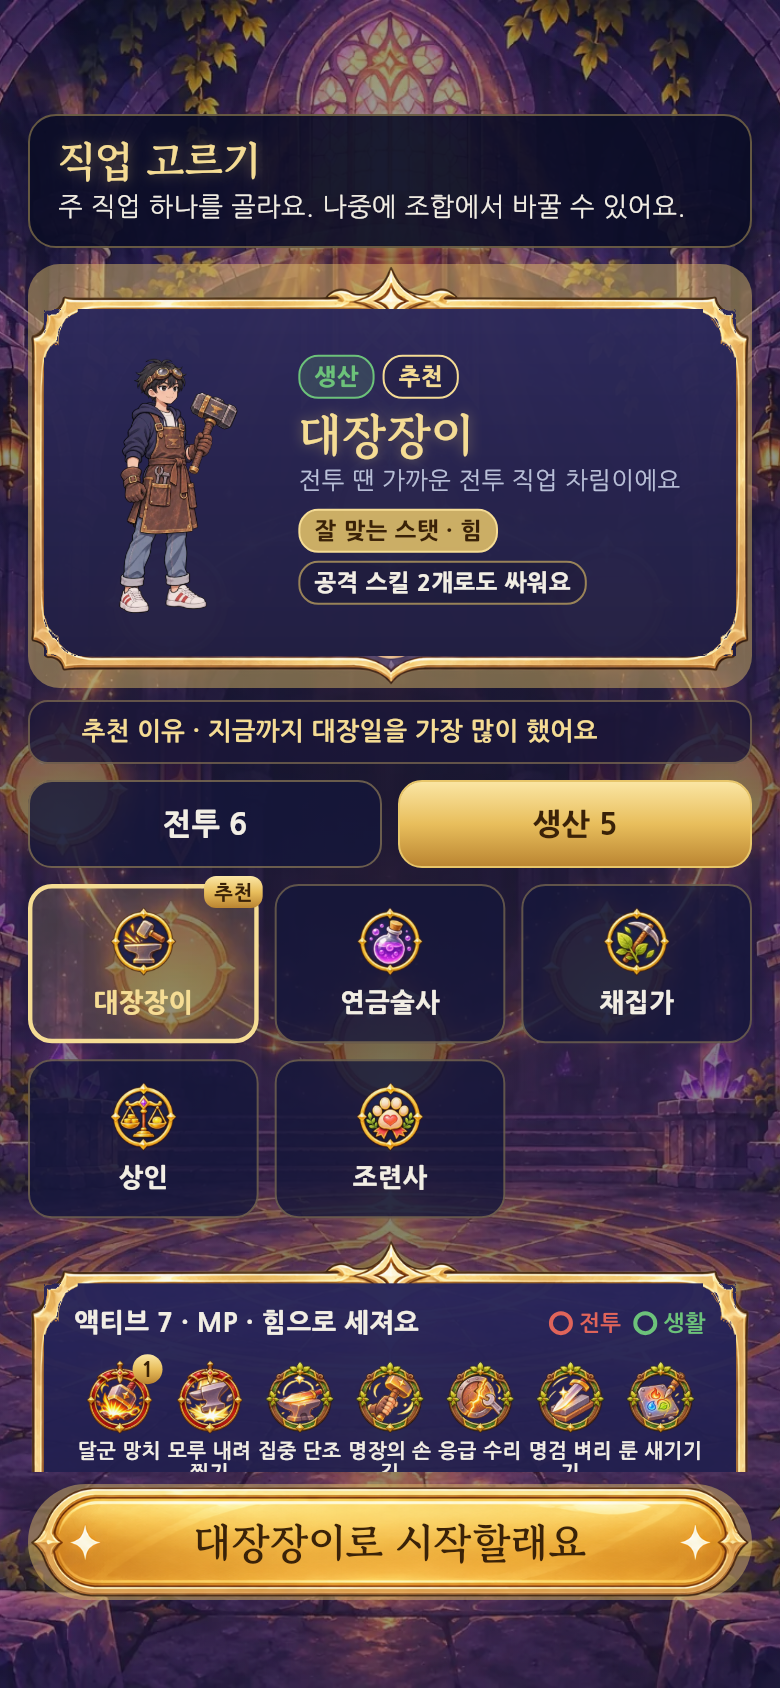 직업 고르기
주 직업 하나를 골라요. 나중에 조합에서 바꿀 수 있어요.
생산 추천
대장장이
전투 땐 가까운 전투 직업 차림이에요
잘 맞는 스탯 · 힘
공격 스킬 2개로도 싸워요
추천 이유 · 지금까지 대장일을 가장 많이 했어요
전투 6 생산 5
추천
대장장이 연금술사 채집가
상인 조련사
액티브 7 · MP · 힘으로 세져요 전투 생활
1
달군 망치 모루 내려 집중 단조 명장의 손 응급 수리 명검 벼리 룬 새기기
찍기 길 기
대장장이로 시작할래요